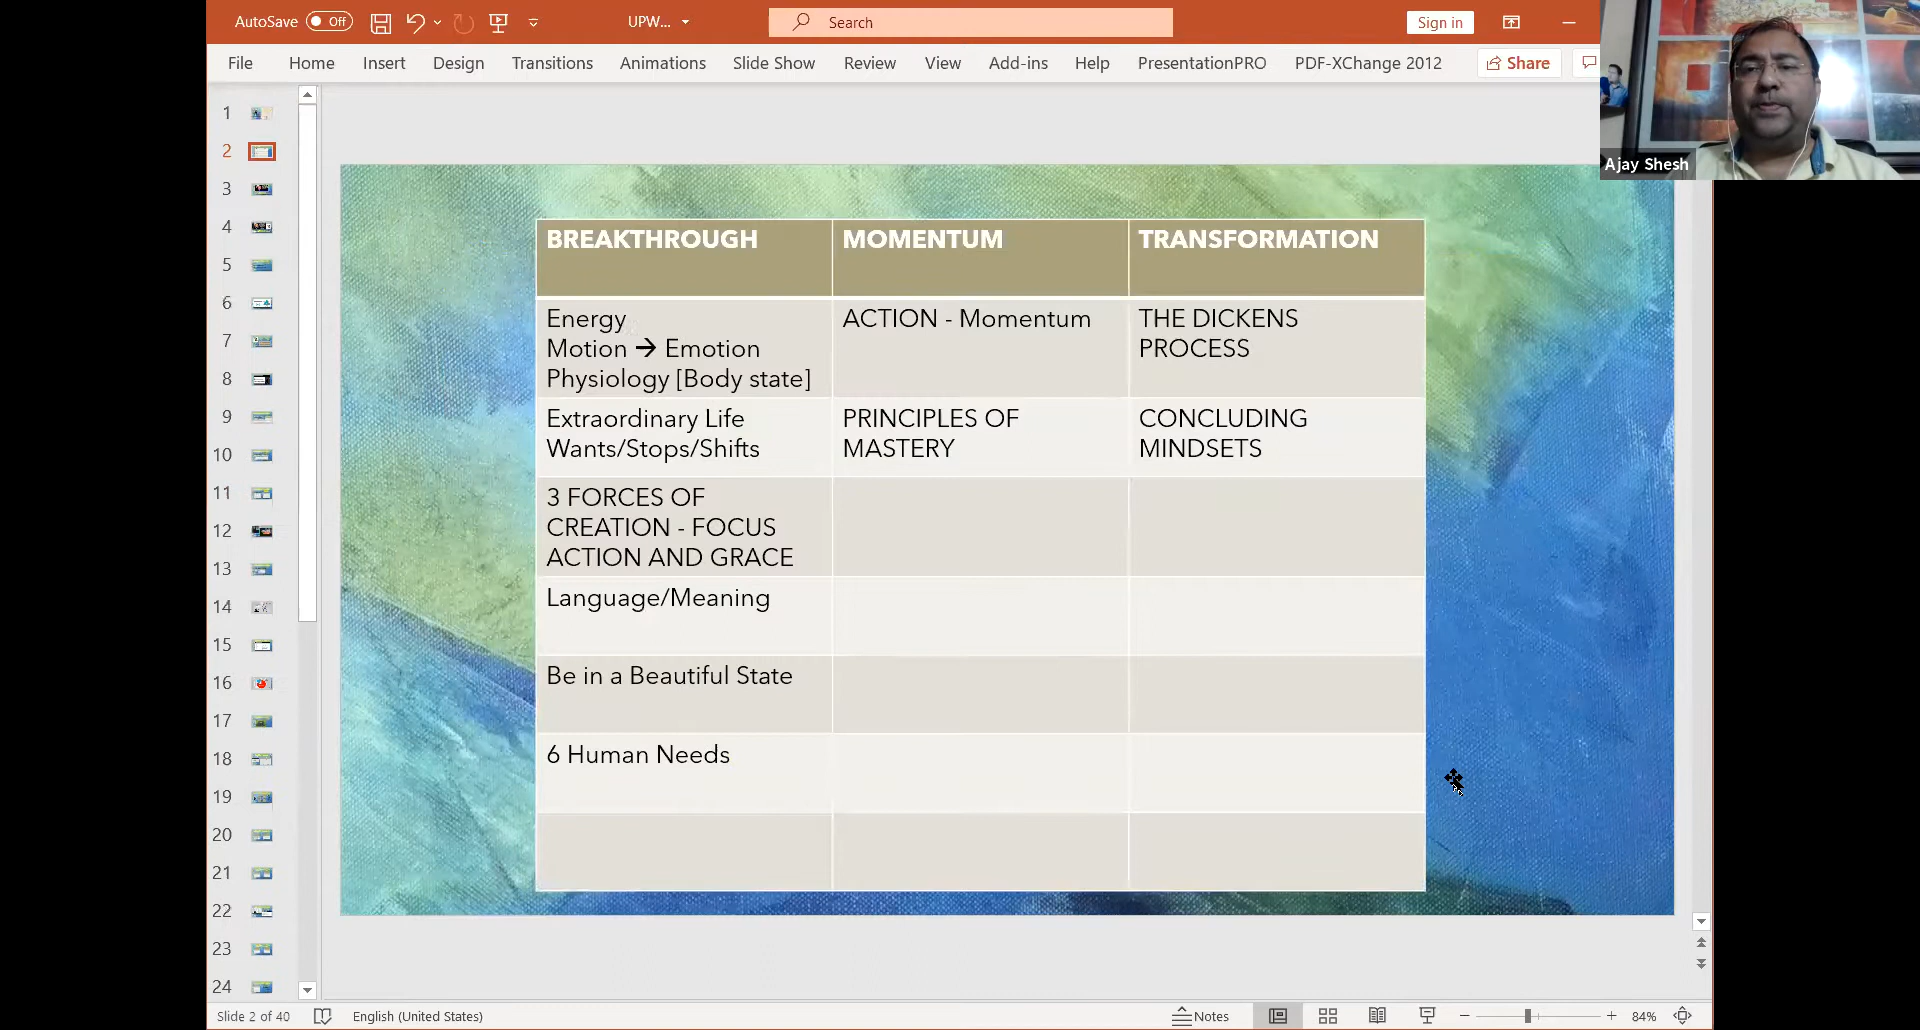 AutoSave Off UPW... Search Sign in
File Home Insert Design Transitions Animations Slide Show Review View Add-ins Help PresentationPRO PDF-XChange 2012 Share
Ajay Shesh
1
2
3
4
5
6
7
8
9
10
11
12
13
14
15
16
17
18
19
20
21
22
23
24
BREAKTHROUGH MOMENTUM TRANSFORMATION
Energy
Motion → Emotion
Physiology [Body state]
ACTION - Momentum
THE DICKENS
PROCESS
Extraordinary Life
Wants/Stops/Shifts
PRINCIPLES OF
MASTERY
CONCLUDING
MINDSETS
3 FORCES OF
CREATION - FOCUS
ACTION AND GRACE
Language/Meaning
Be in a Beautiful State
6 Human Needs
Slide 2 of 40 English (United States) Notes 84%